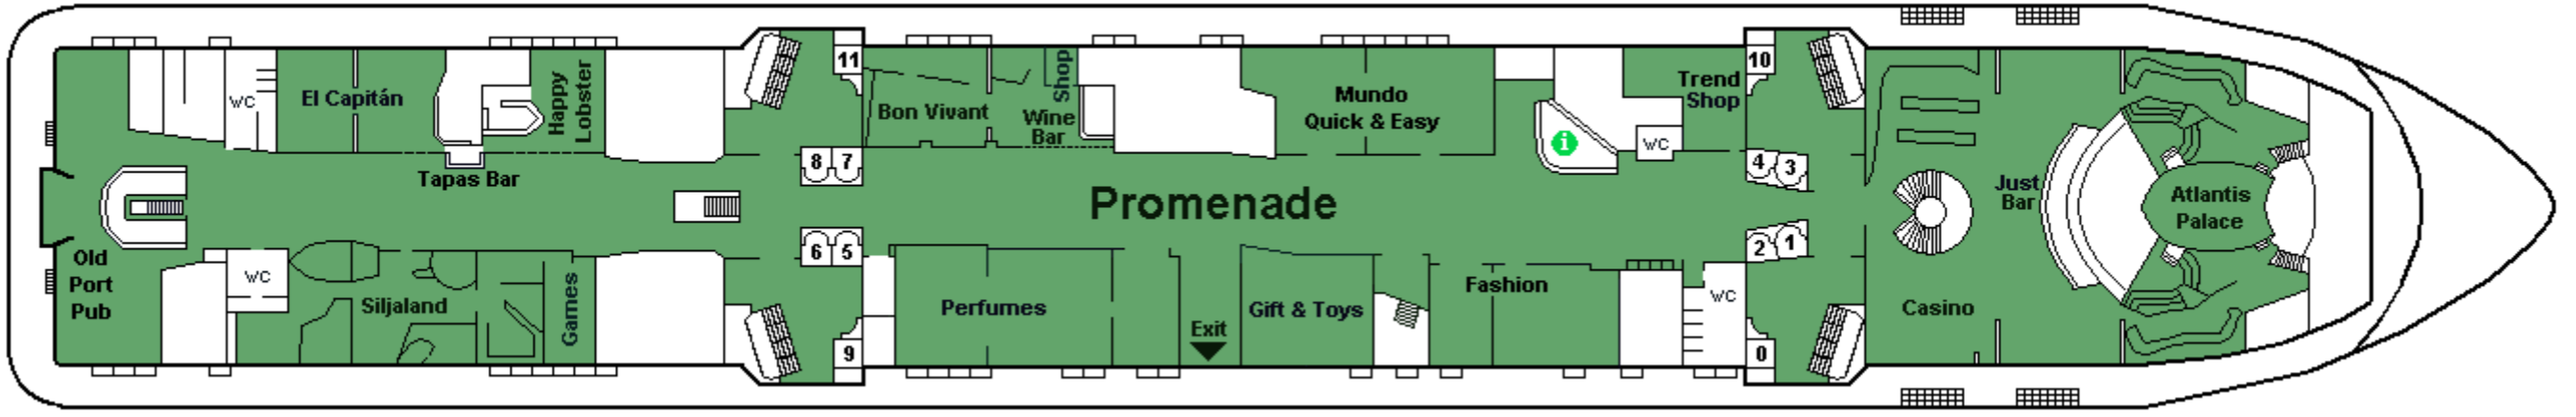 11
10
WC
El Capitán
Happy
Lobster
Bon Vivant
Shop
Wine
Bar
Mundo
Quick & Easy
i
WC
Trend
Shop
8 7
4 3
Tapas Bar
Promenade
Just
Bar
Atlantis
Palace
6 5
2 1
Old
Port
Pub
WC
Siljaland
Games
Perfumes
Exit
Gift & Toys
Fashion
WC
Casino
9
0